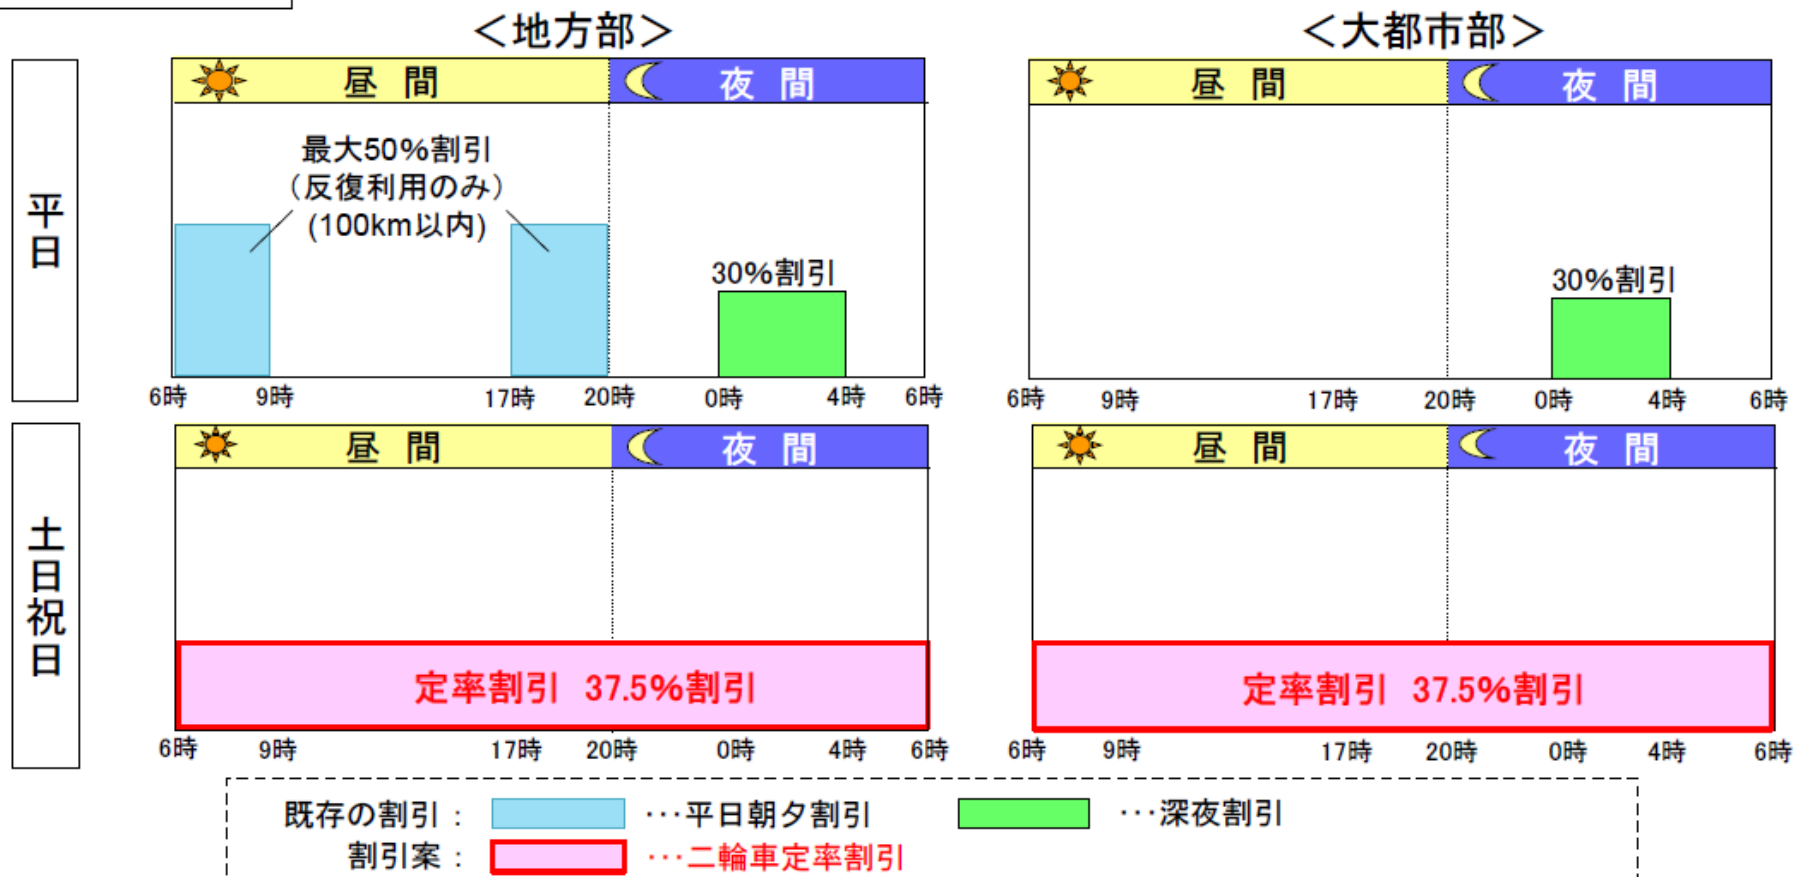 ＜地方部＞
＜大都市部＞
平日
昼間
夜間
最大50%割引
（反復利用のみ）
(100km以内)
30%割引
6時 9時 17時 20時 0時 4時 6時
昼間
夜間
30%割引
6時 9時 17時 20時 0時 4時 6時
土日祝日
昼間
夜間
定率割引 37.5%割引
6時 9時 17時 20時 0時 4時 6時
昼間
夜間
定率割引 37.5%割引
6時 9時 17時 20時 0時 4時 6時
既存の割引： …平日朝夕割引 …深夜割引
割引案： …二輪車定率割引